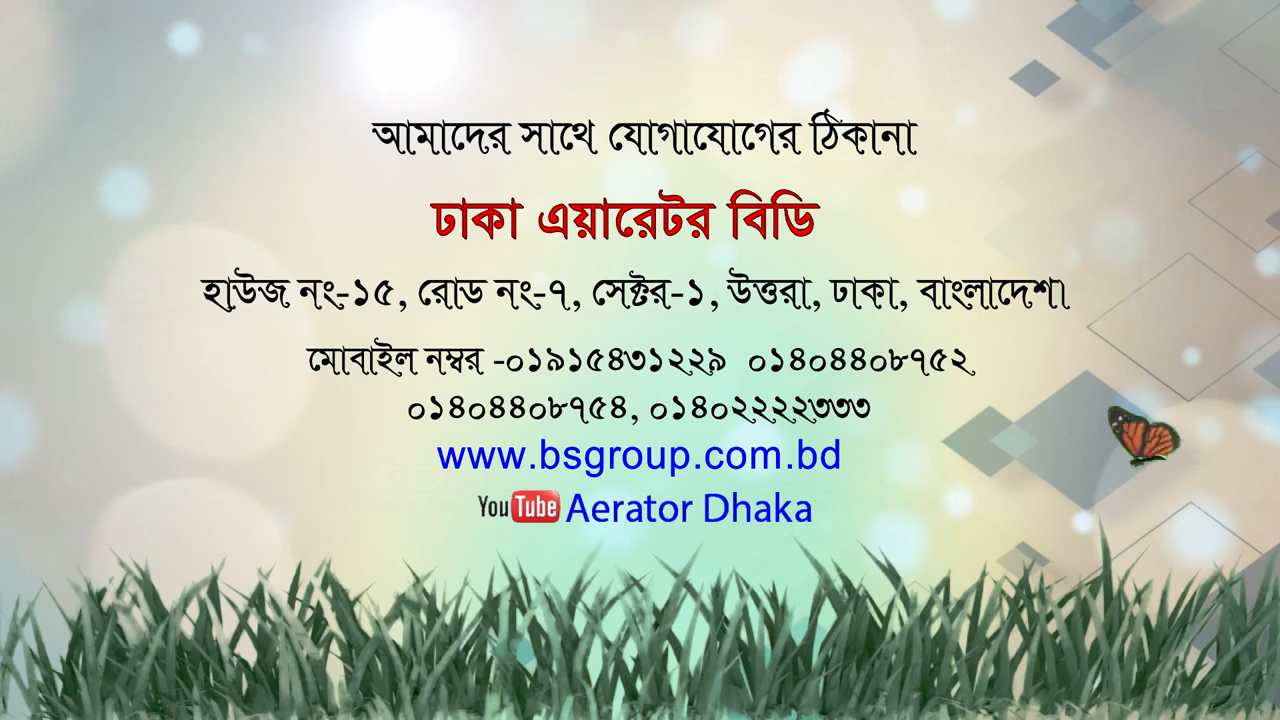 আমাদের সাথে যোগাযোগের ঠিকানা
ঢাকা এয়ারেটর বিডি
হাউজ নং-১৫, রোড নং-৭, সেক্টর-১, উত্তরা, ঢাকা, বাংলাদেশ৷
মোবাইল নম্বর -০১৯১৫৪৩১২২৯ ০১৪০৪৪০৮৭৫২
০১৪০৪৪০৮৭৫৪, ০১৪০২২২২৩৩৩
www.bsgroup.com.bd
YouTube Aerator Dhaka